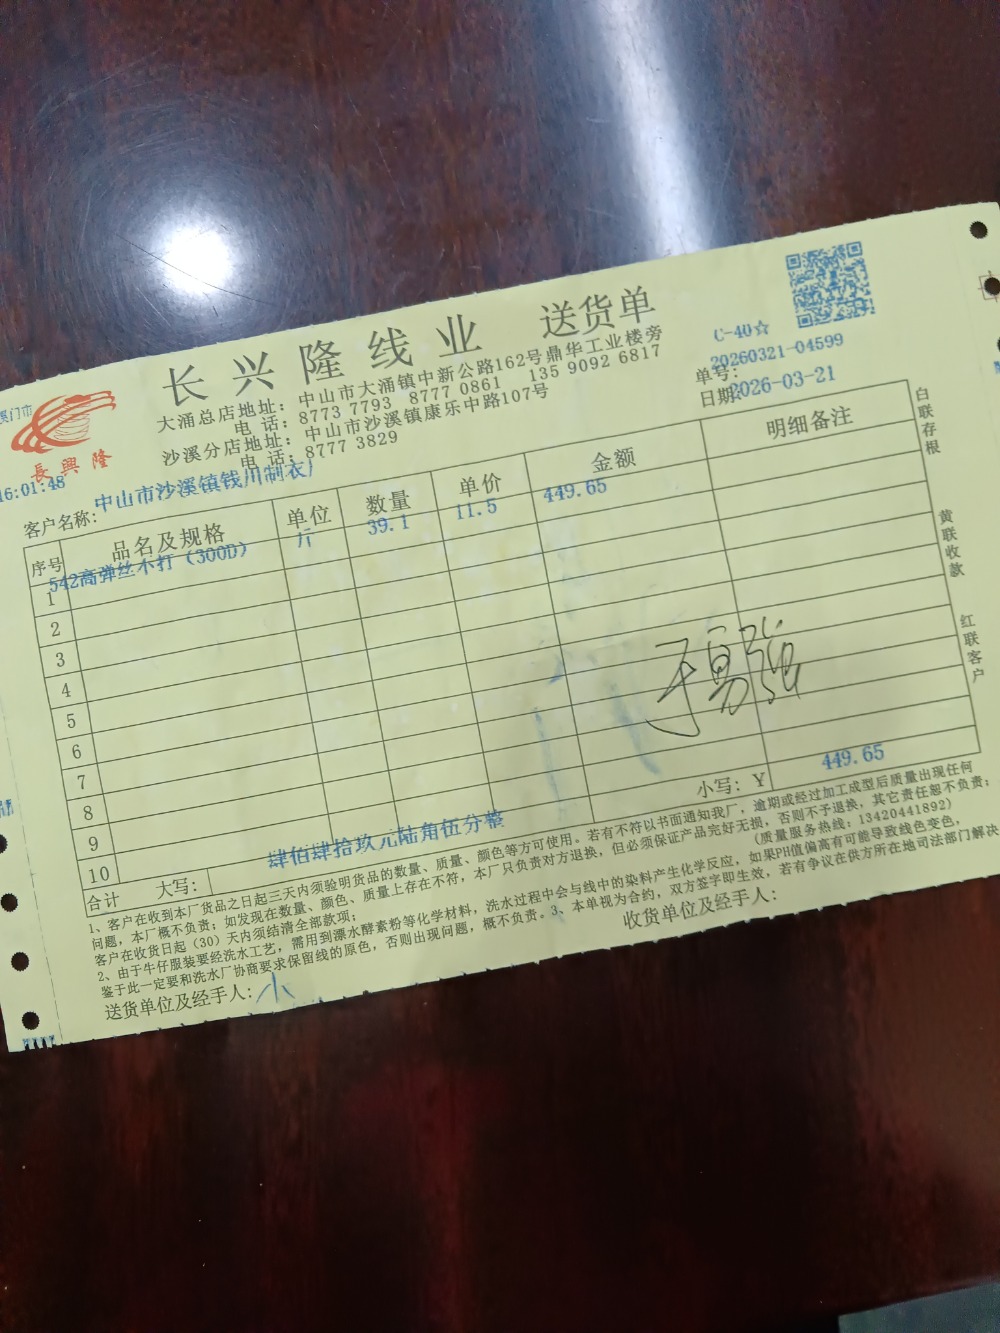 长兴隆线业 送货单
大涌总店地址：中山市大涌镇中新公路162号鼎华工业楼旁
电话：8773 7793 8777 0861 135 9092 6817
沙溪分店地址：中山市沙溪镇康乐中路107号
电话：8777 3829
長興隆
C-40☆
单号：20260321-04599
日期：2026-03-21
16:01:48
客户名称：中山市沙溪镇钱川制衣厂
序号 品名及规格 单位 数量 单价 金额 明细备注
1 542高弹丝不打（300D） 斤 39.1 11.5 449.65
2
3
4
5
6
7
8
9
10
合计 大写：肆佰肆拾玖元陆角伍分整 小写：Y 449.65
白联存根
黄联收款
红联客户
1、客户在收到本厂货品之日起三天内须验明货品的数量、质量、颜色等方可使用。若有不符以书面通知我厂，逾期或经过加工成型后质量出现任何
问题，本厂概不负责；如发现在数量、颜色、质量上存在不符，本厂只负责对方退换，但必须保证产品完好无损，否则不予退换，其它责任恕不负责；
客户在收货日起（30）天内须结清全部款项； （质量服务热线：13420441892）
2、由于牛仔服装要经洗水工艺，需用到漂水酵素粉等化学材料，洗水过程中会与线中的染料产生化学反应，如果PH值偏高有可能导致线色变色，
鉴于此一定要和洗水厂协商要求保留线的原色，否则出现问题，概不负责。3、本单视为合约，双方签字即生效，若有争议在供方所在地司法部门解决
送货单位及经手人：小 收货单位及经手人：